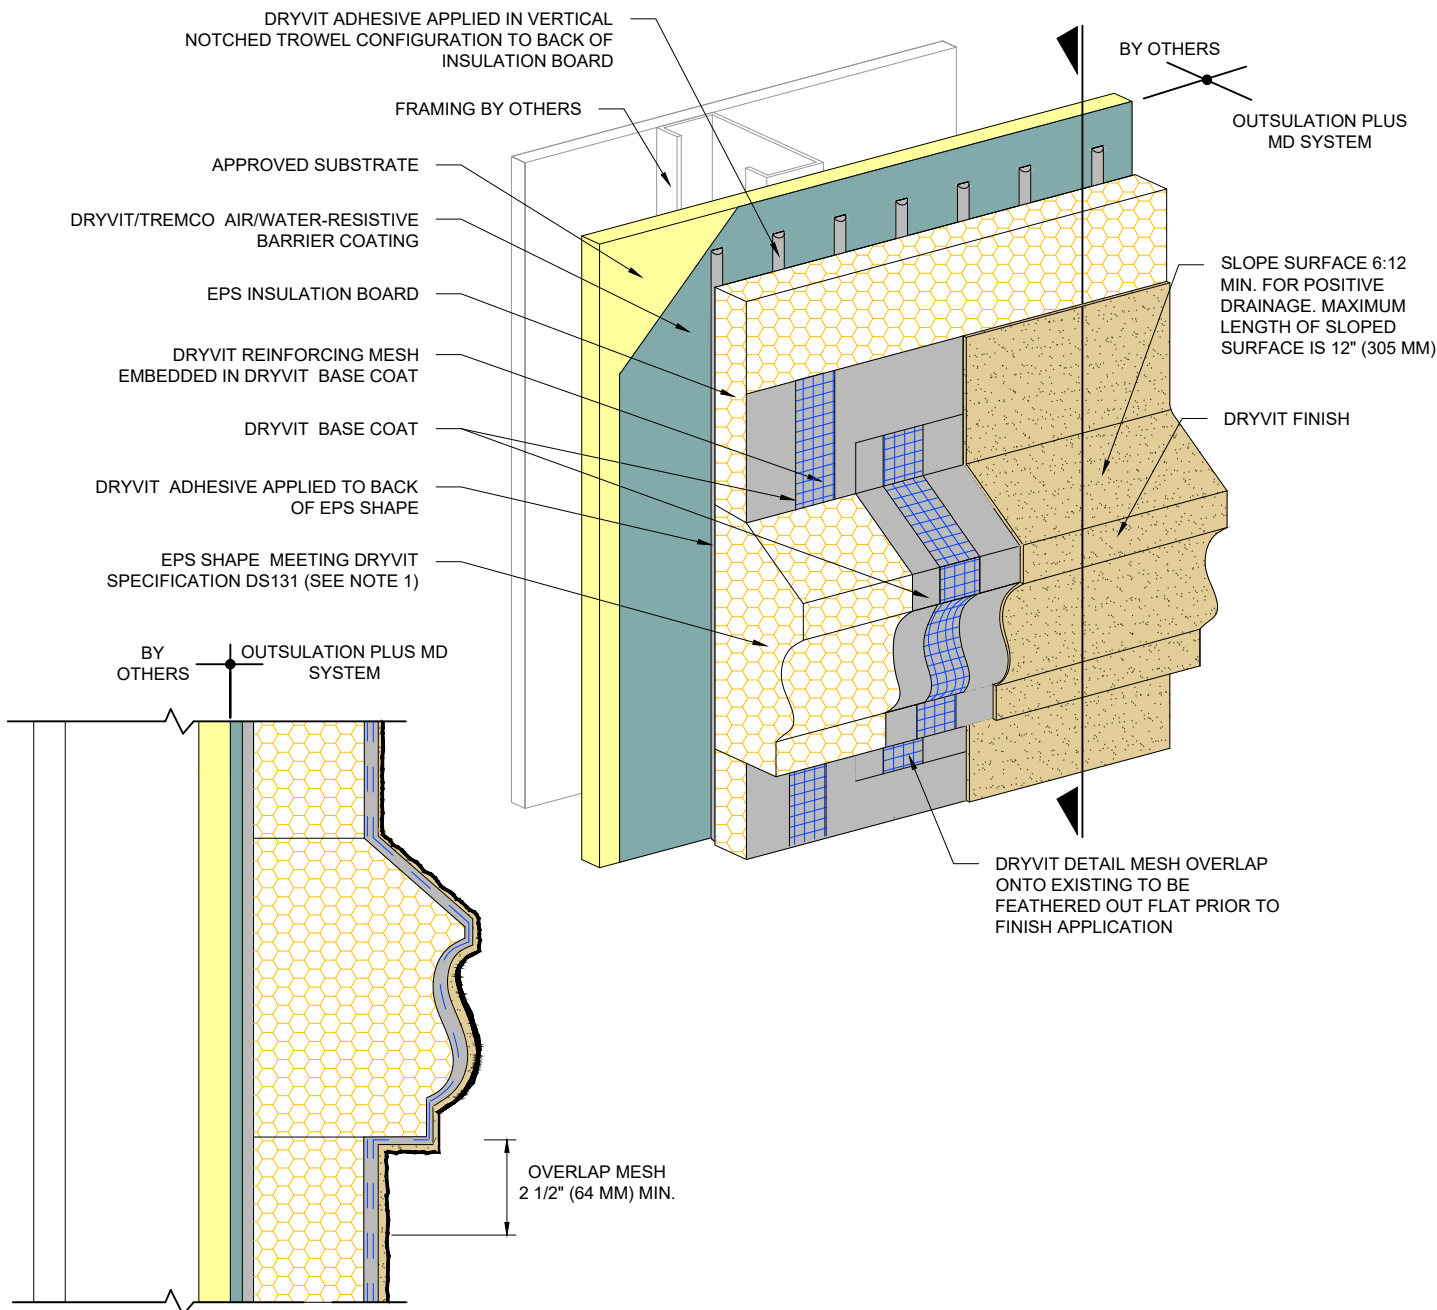 DRYVIT ADHESIVE APPLIED IN VERTICAL
NOTCHED TROWEL CONFIGURATION TO BACK OF
INSULATION BOARD
FRAMING BY OTHERS
APPROVED SUBSTRATE
DRYVIT/TREMCO AIR/WATER-RESISTIVE
BARRIER COATING
EPS INSULATION BOARD
DRYVIT REINFORCING MESH
EMBEDDED IN DRYVIT BASE COAT
DRYVIT BASE COAT
DRYVIT ADHESIVE APPLIED TO BACK
OF EPS SHAPE
EPS SHAPE MEETING DRYVIT
SPECIFICATION DS131 (SEE NOTE 1)
BY OTHERS
OUTSULATION PLUS
MD SYSTEM
SLOPE SURFACE 6:12
MIN. FOR POSITIVE
DRAINAGE. MAXIMUM
LENGTH OF SLOPED
SURFACE IS 12" (305 MM)
DRYVIT FINISH
DRYVIT DETAIL MESH OVERLAP
ONTO EXISTING TO BE
FEATHERED OUT FLAT PRIOR TO
FINISH APPLICATION
BY
OTHERS
OUTSULATION PLUS MD
SYSTEM
OVERLAP MESH
2 1/2" (64 MM) MIN.